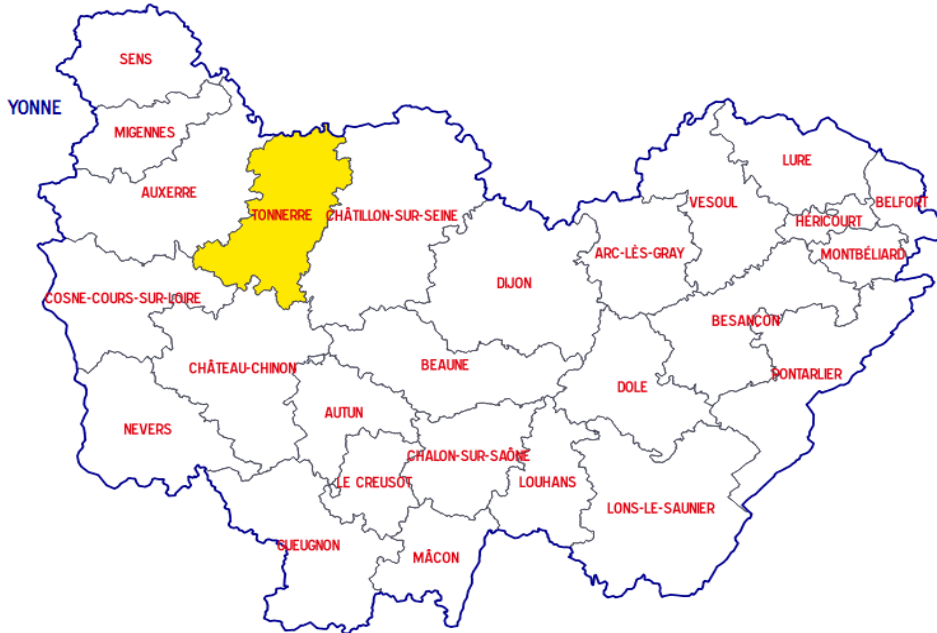 SENS
YONNE
MIGENNES
LURE
AUXERRE
BELFORT
VESOUL
TONNERRE
CHÂTILLON-SUR-SEINE
HÉRICOURT
ARC-LÈS-GRAY
MONTBÉLIARD
DIJON
COSNE-COURS-SUR-LOIRE
BESANÇON
CHÂTEAU-CHINON
BEAUNE
PONTARLIER
DOLE
AUTUN
NEVERS
CHALON-SUR-SAÔNE
LE CREUSOT
LOUHANS
LONS-LE-SAUNIER
GUEUGNON
MÂCON